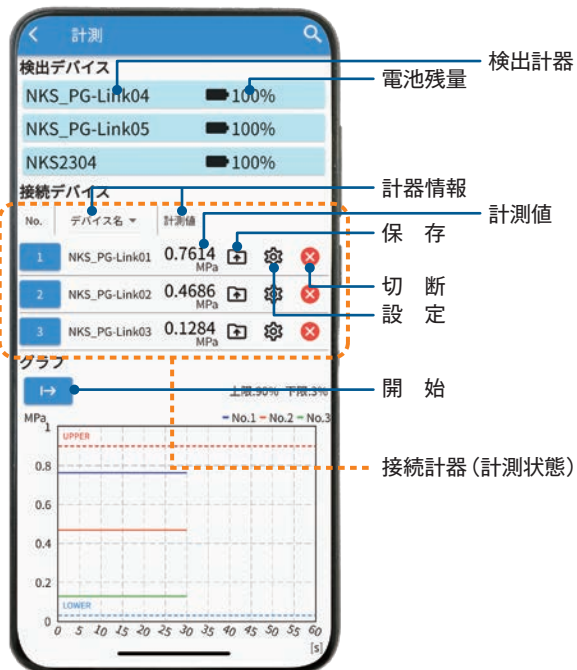 計測
検出デバイス
NKS_PG-Link04 100%
NKS_PG-Link05 100%
NKS2304 100%
接続デバイス
No. デバイス名 計測値
1 NKS_PG-Link01 0.7614 MPa
2 NKS_PG-Link02 0.4686 MPa
3 NKS_PG-Link03 0.1284 MPa
グラフ
上限:90% 下限:3%
MPa No.1 No.2 No.3
1
UPPER
0.8
0.6
0.4
0.2
LOWER
0
0 5 10 15 20 25 30 35 40 45 50 55 60
[s]
検出計器
電池残量
計器情報
計測値
保 存
切 断
設 定
開 始
接続計器（計測状態）